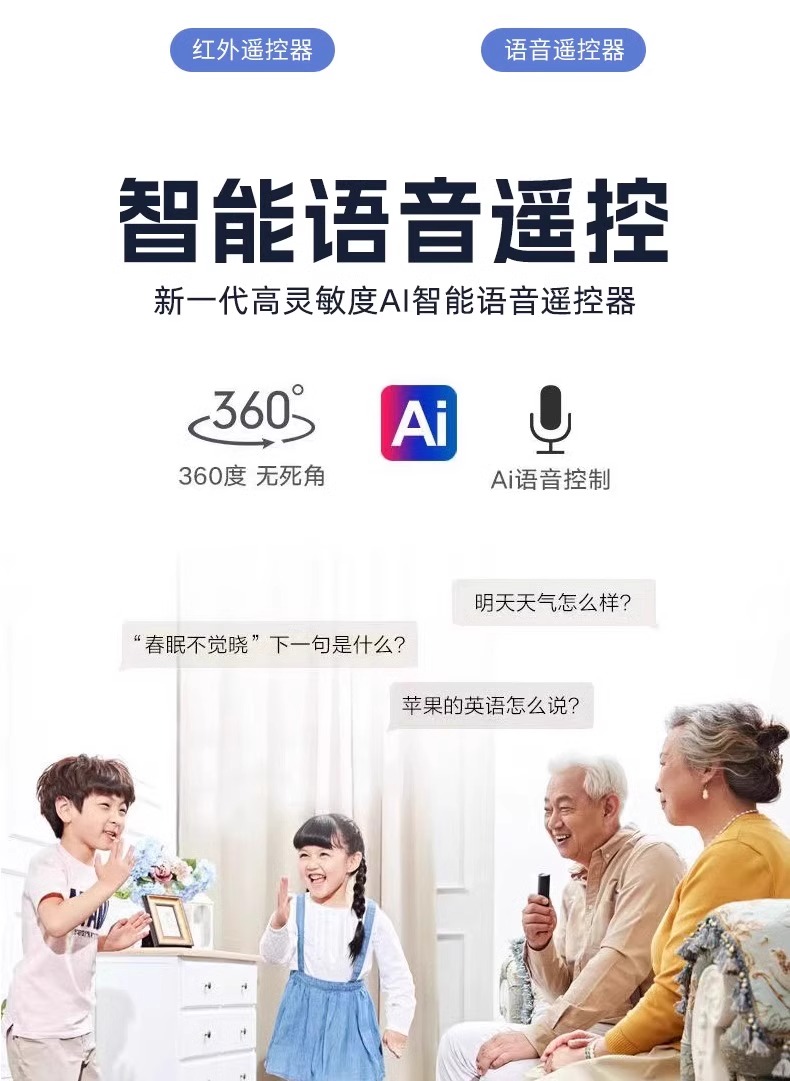 红外遥控器
语音遥控器
智能语音遥控
新一代高灵敏度AI智能语音遥控器
360°
Ai
360度 无死角
Ai语音控制
明天天气怎么样?
“春眠不觉晓”下一句是什么?
苹果的英语怎么说?